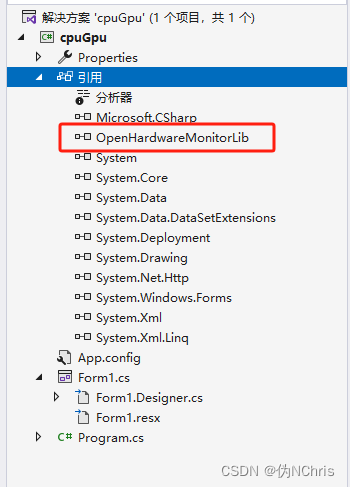 解决方案 'cpuGpu' (1 个项目，共 1 个)
C# cpuGpu
Properties
引用
分析器
Microsoft.CSharp
OpenHardwareMonitorLib
System
System.Core
System.Data
System.Data.DataSetExtensions
System.Deployment
System.Drawing
System.Net.Http
System.Windows.Forms
System.Xml
System.Xml.Linq
App.config
Form1.cs
Form1.Designer.cs
Form1.resx
C# Program.cs
CSDN @伪NChris